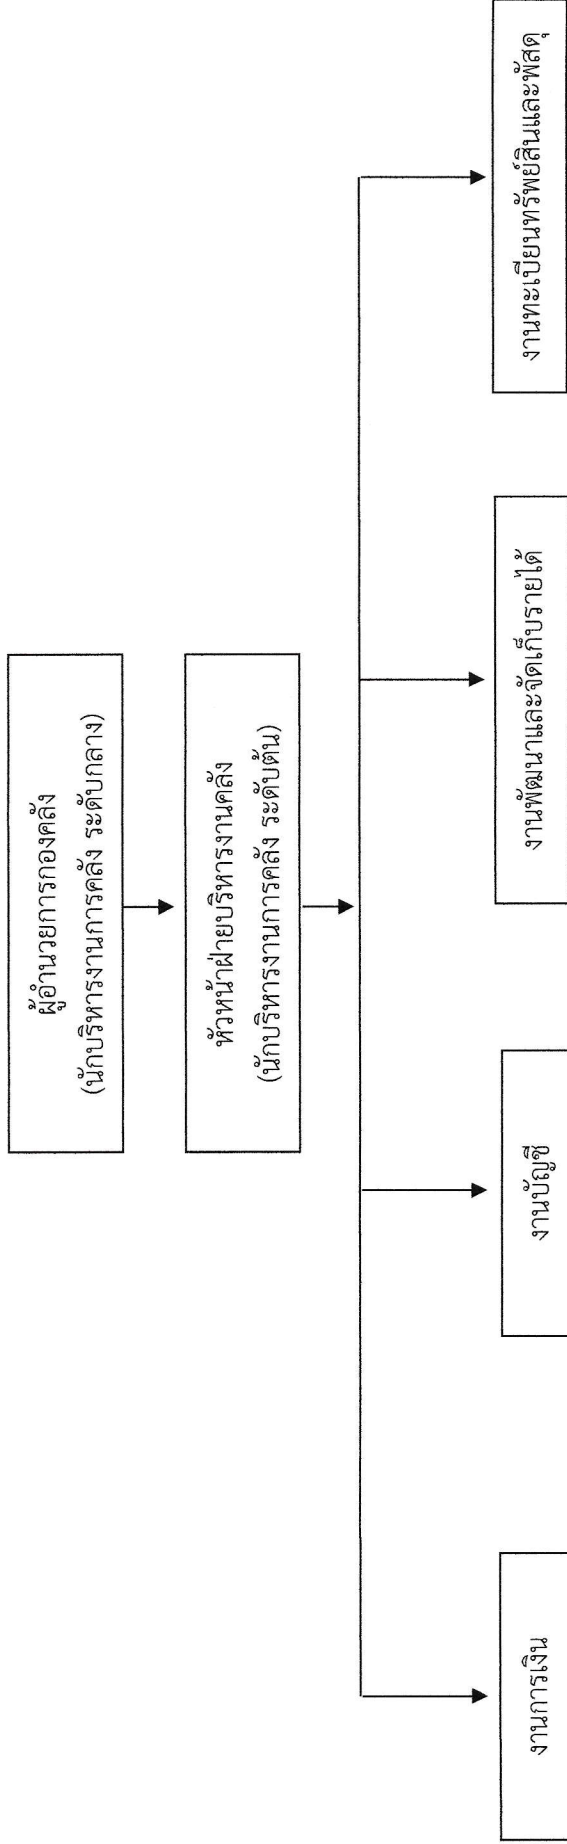 ผู้อำนวยการกองคลัง
(นักบริหารงานการคลัง ระดับกลาง)
หัวหน้าฝ่ายบริหารงานคลัง
(นักบริหารงานการคลัง ระดับต้น)
งานการเงิน
งานบัญชี
งานพัฒนาและจัดเก็บรายได้
งานทะเบียนทรัพย์สินและพัสดุ